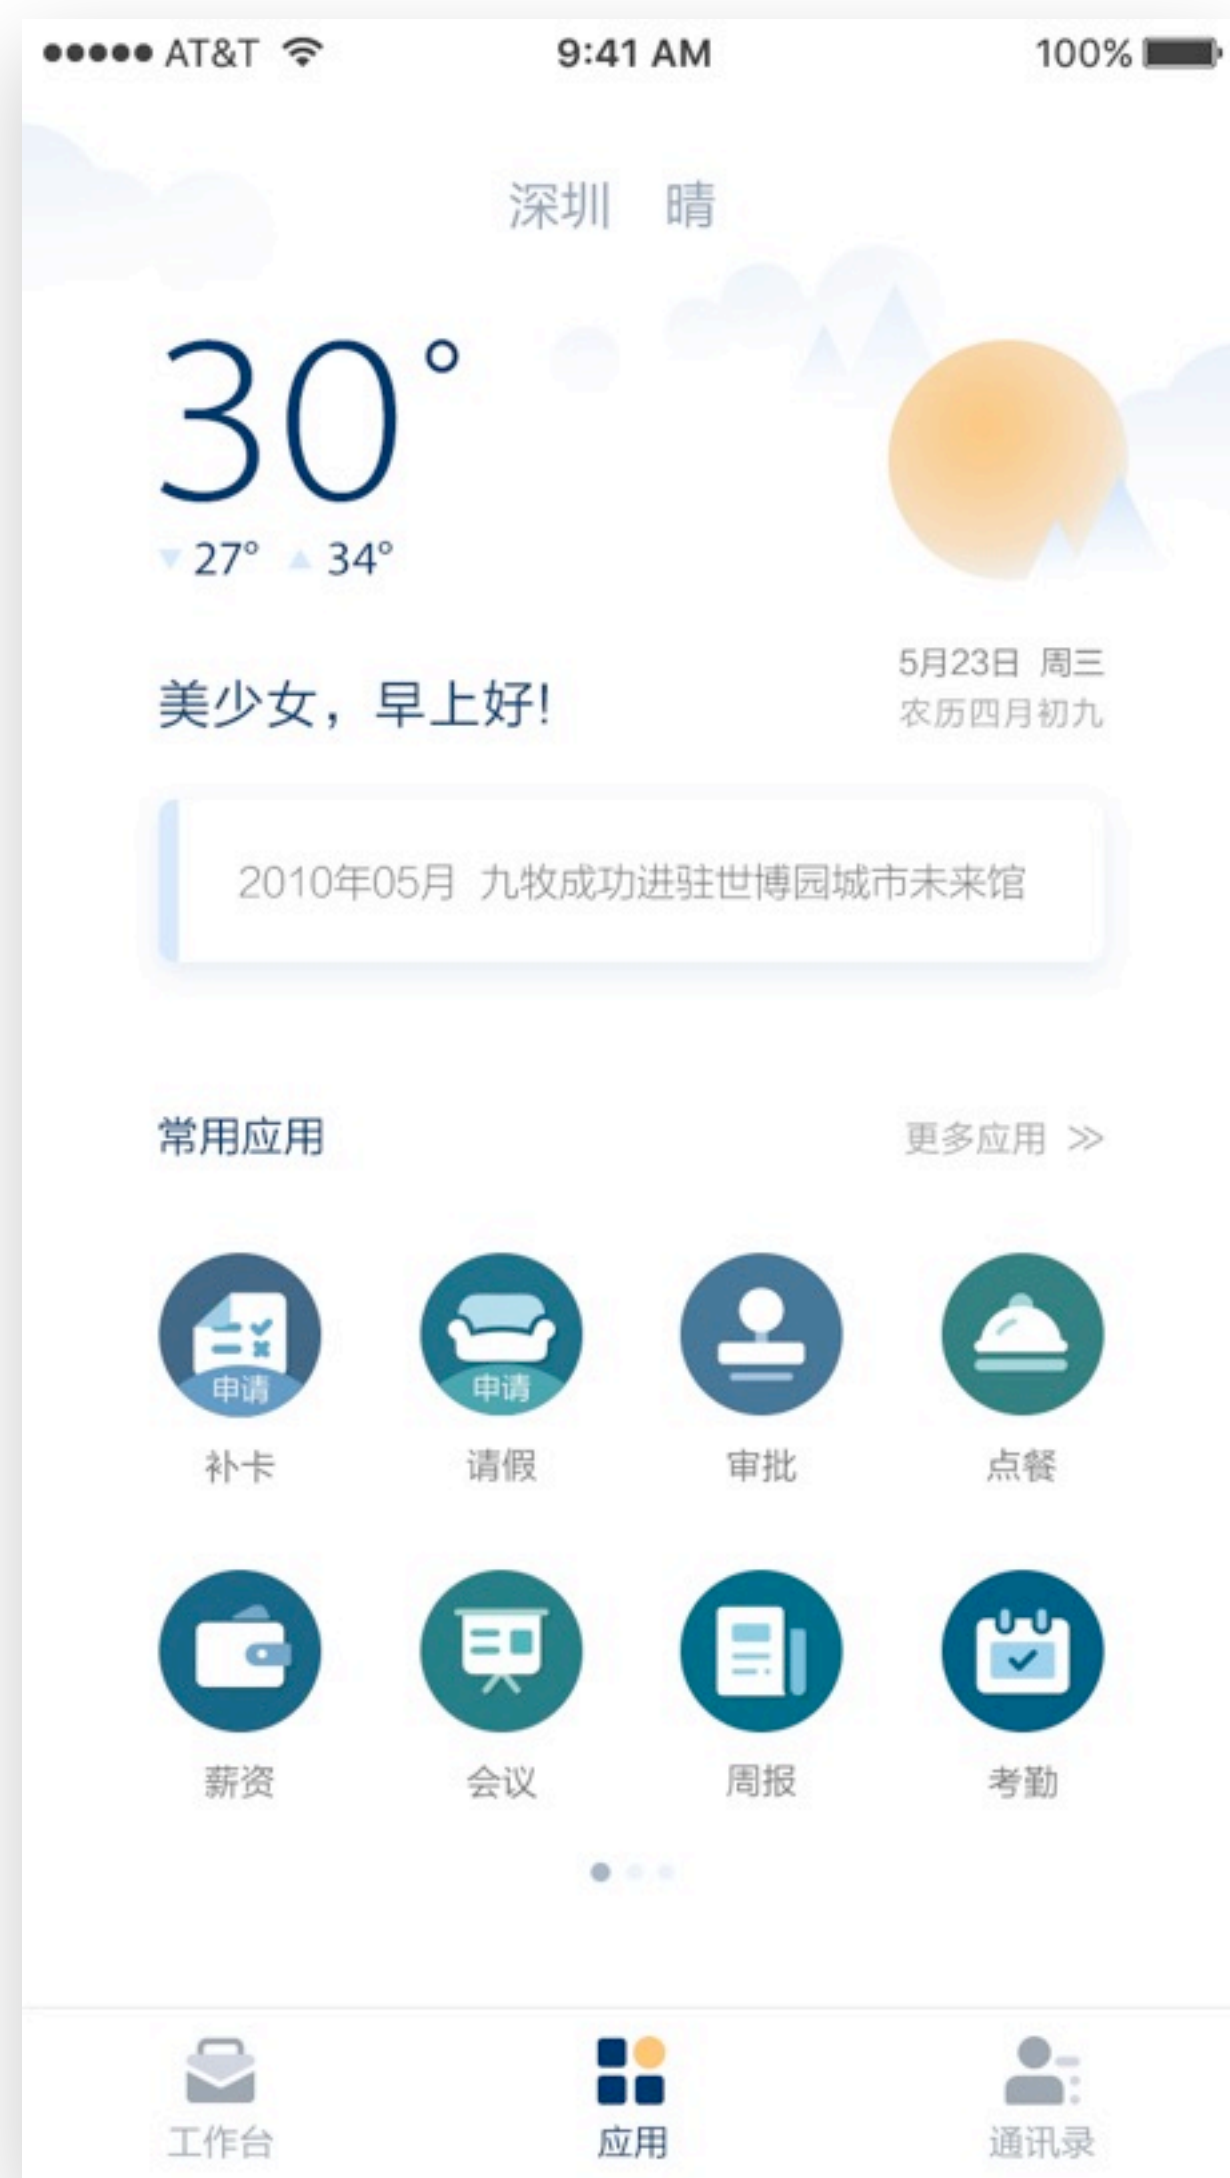 AT&T 9:41 AM 100%
深圳 晴
30°
27° 34°
美少女，早上好!
5月23日 周三
农历四月初九
2010年05月 九牧成功进驻世博园城市未来馆
常用应用 更多应用 >>
申请 申请
补卡 请假 审批 点餐
薪资 会议 周报 考勤
工作台 应用 通讯录